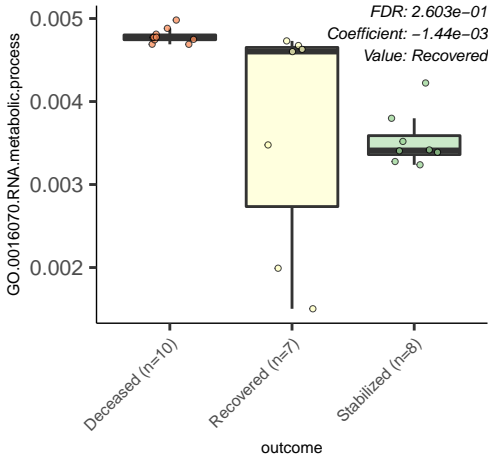 FDR: 2.603e−01
Coefficient: −1.44e−03
Value: Recovered
0.005
0.004
0.003
0.002
GO.0016070.RNA.metabolic.process
Deceased (n=10)
Recovered (n=7)
Stabilized (n=8)
outcome